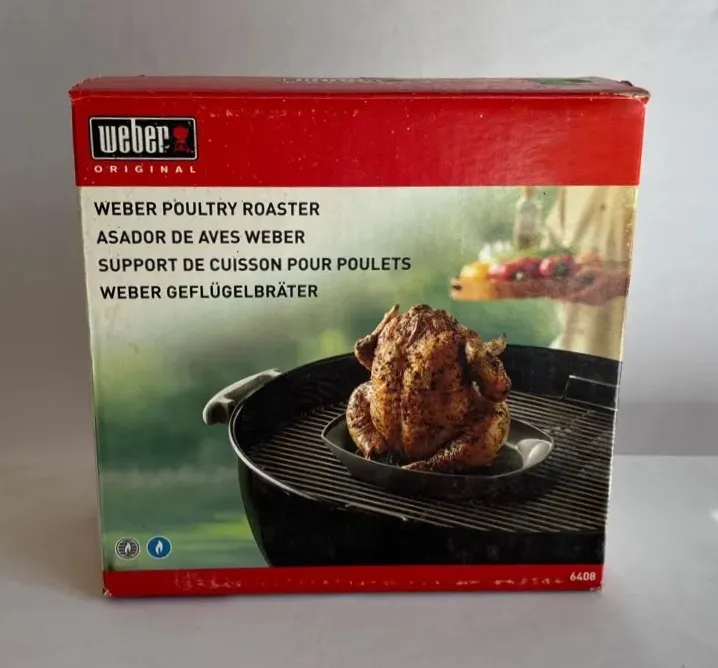 weber
ORIGINAL
WEBER POULTRY ROASTER
ASADOR DE AVES WEBER
SUPPORT DE CUISSON POUR POULETS
WEBER GEFLÜGELBRÄTER
6408